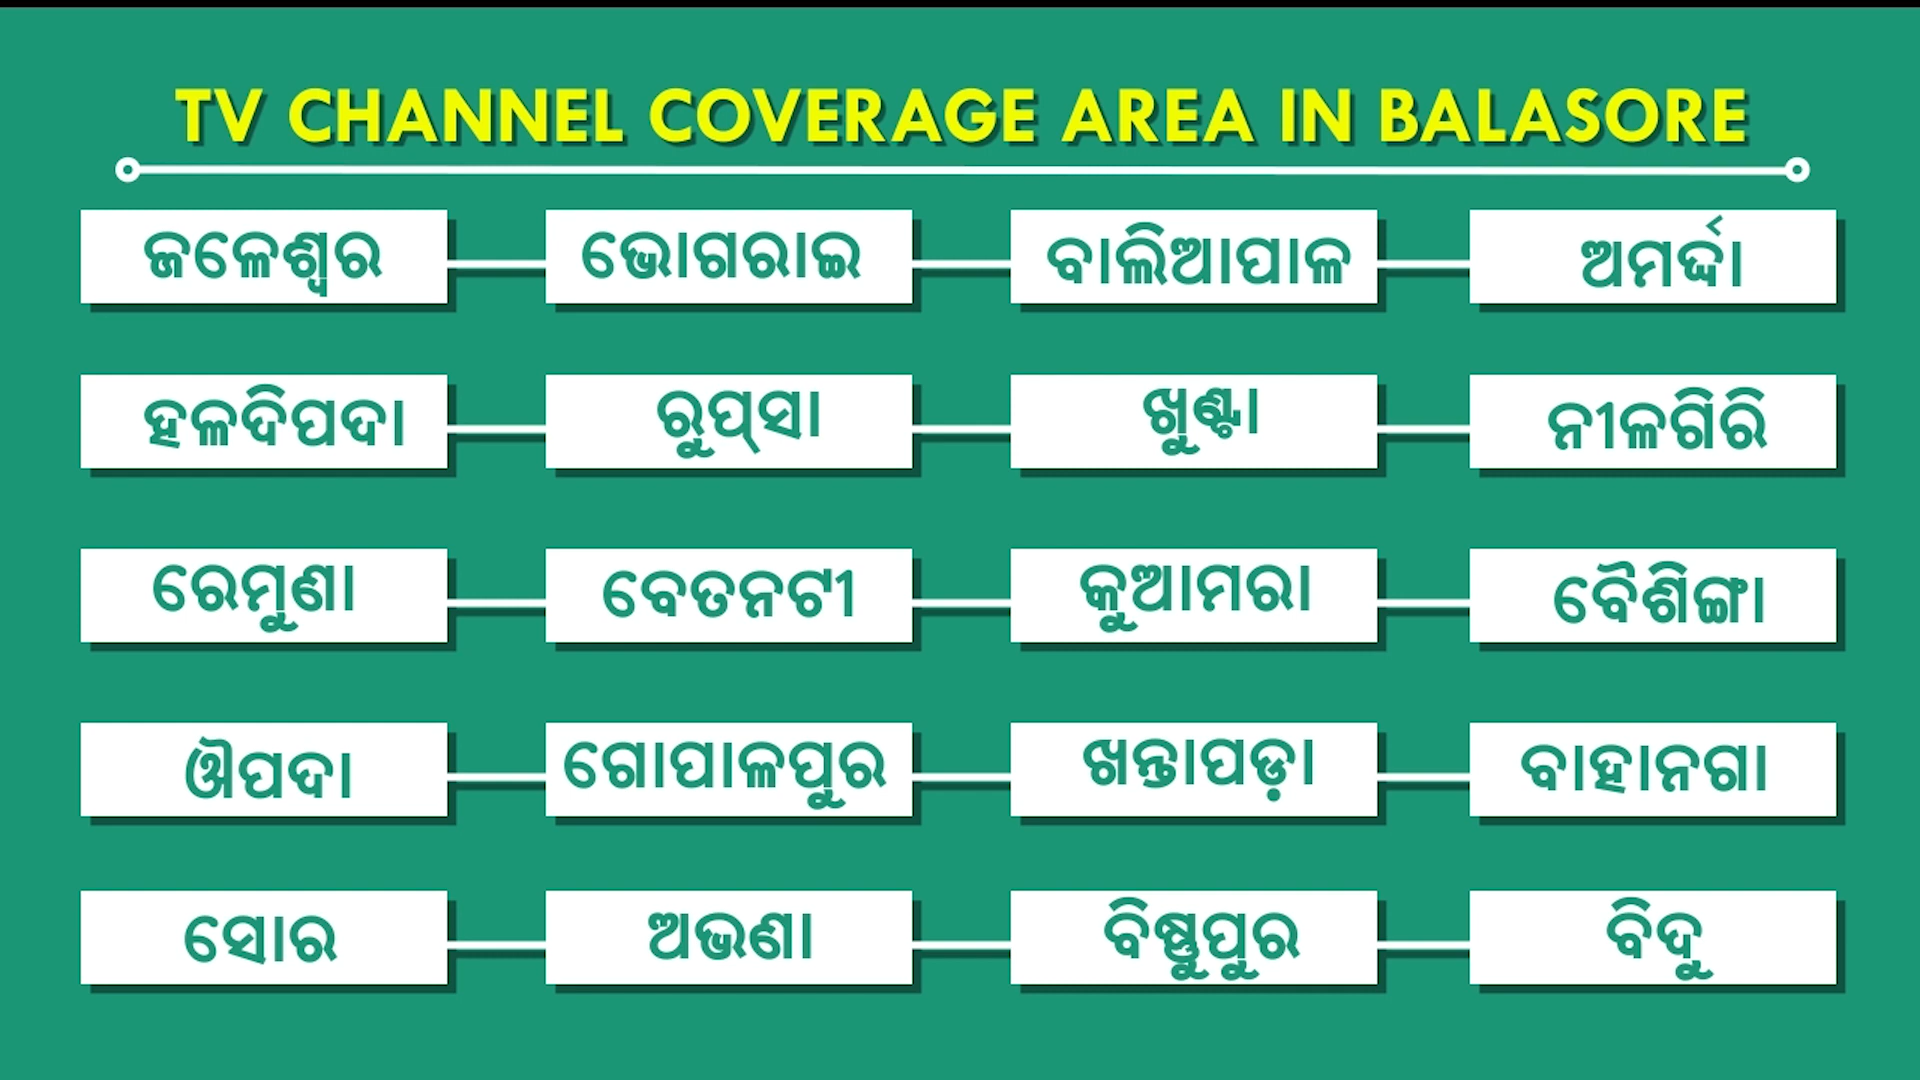 TV CHANNEL COVERAGE AREA IN BALASORE
ଜଳେଶ୍ୱର ଭୋଗରାଇ ବାଲିଆପାଳ ଅମର୍ଦ୍ଦା
ହଳଦିପଦା ରୁପ୍‌ସା ଖୁଣ୍ଟା ନୀଳଗିରି
ରେମୁଣା ବେତନଟୀ କୁଆମରା ବୈଶିଙ୍ଗା
ଔପଦା ଗୋପାଳପୁର ଖନ୍ତାପଡ଼ା ବାହାନଗା
ସୋର ଅଭଣା ବିଷ୍ଣୁପୁର ବିଦୁ